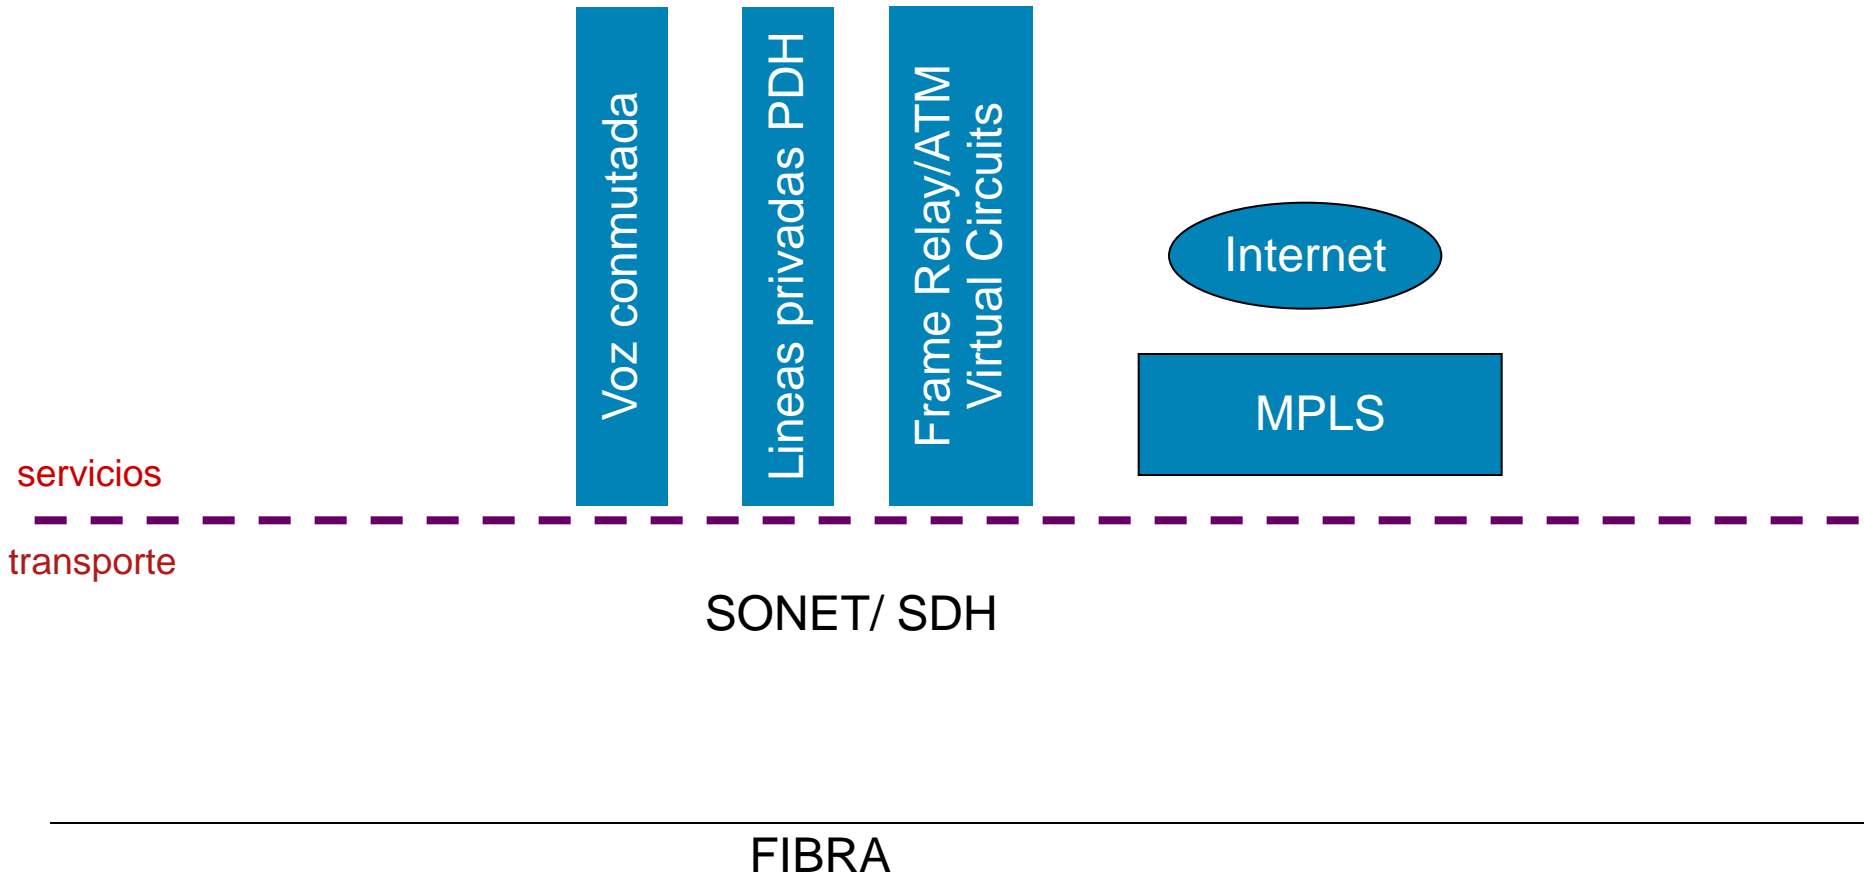 Voz conmutada
Lineas privadas PDH
Frame Relay/ATM
Virtual Circuits
Internet
MPLS
servicios
transporte
SONET/ SDH
FIBRA